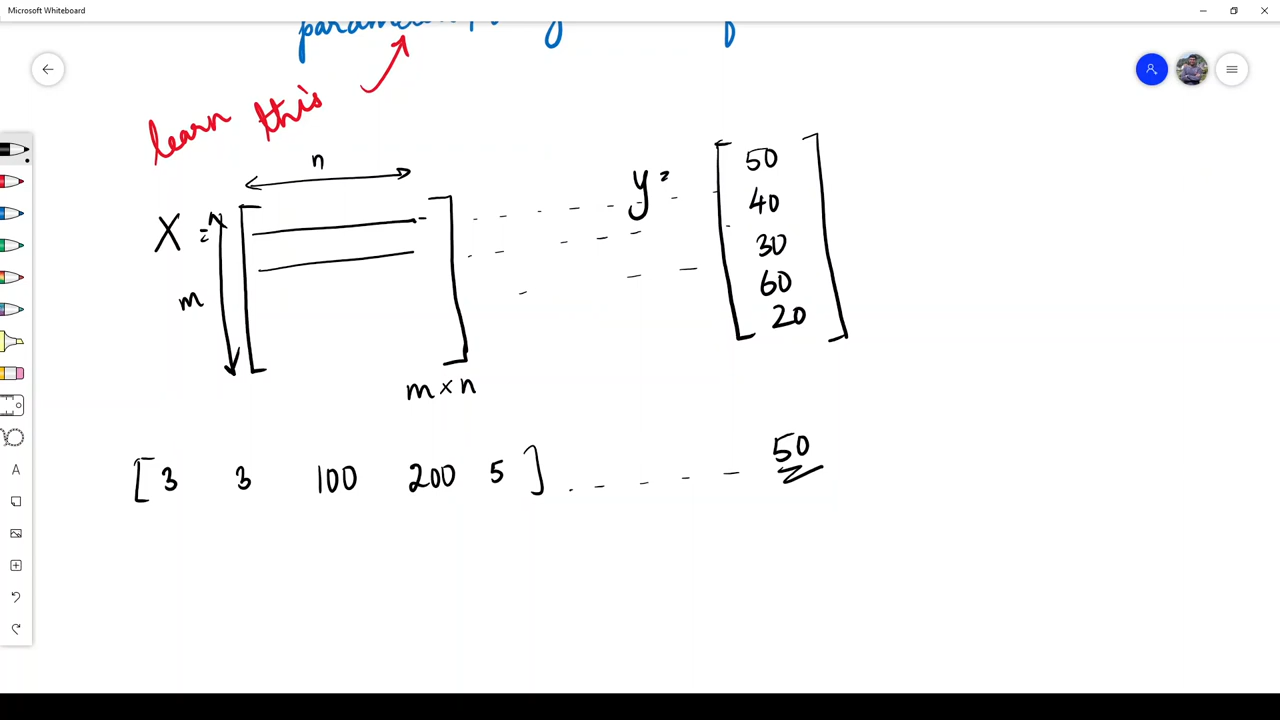 Microsoft Whiteboard
learn this
n
X =
m
m × n
y =
50
40
30
60
20
[ 3 3 100 200 5 ] . - - - - 50
A